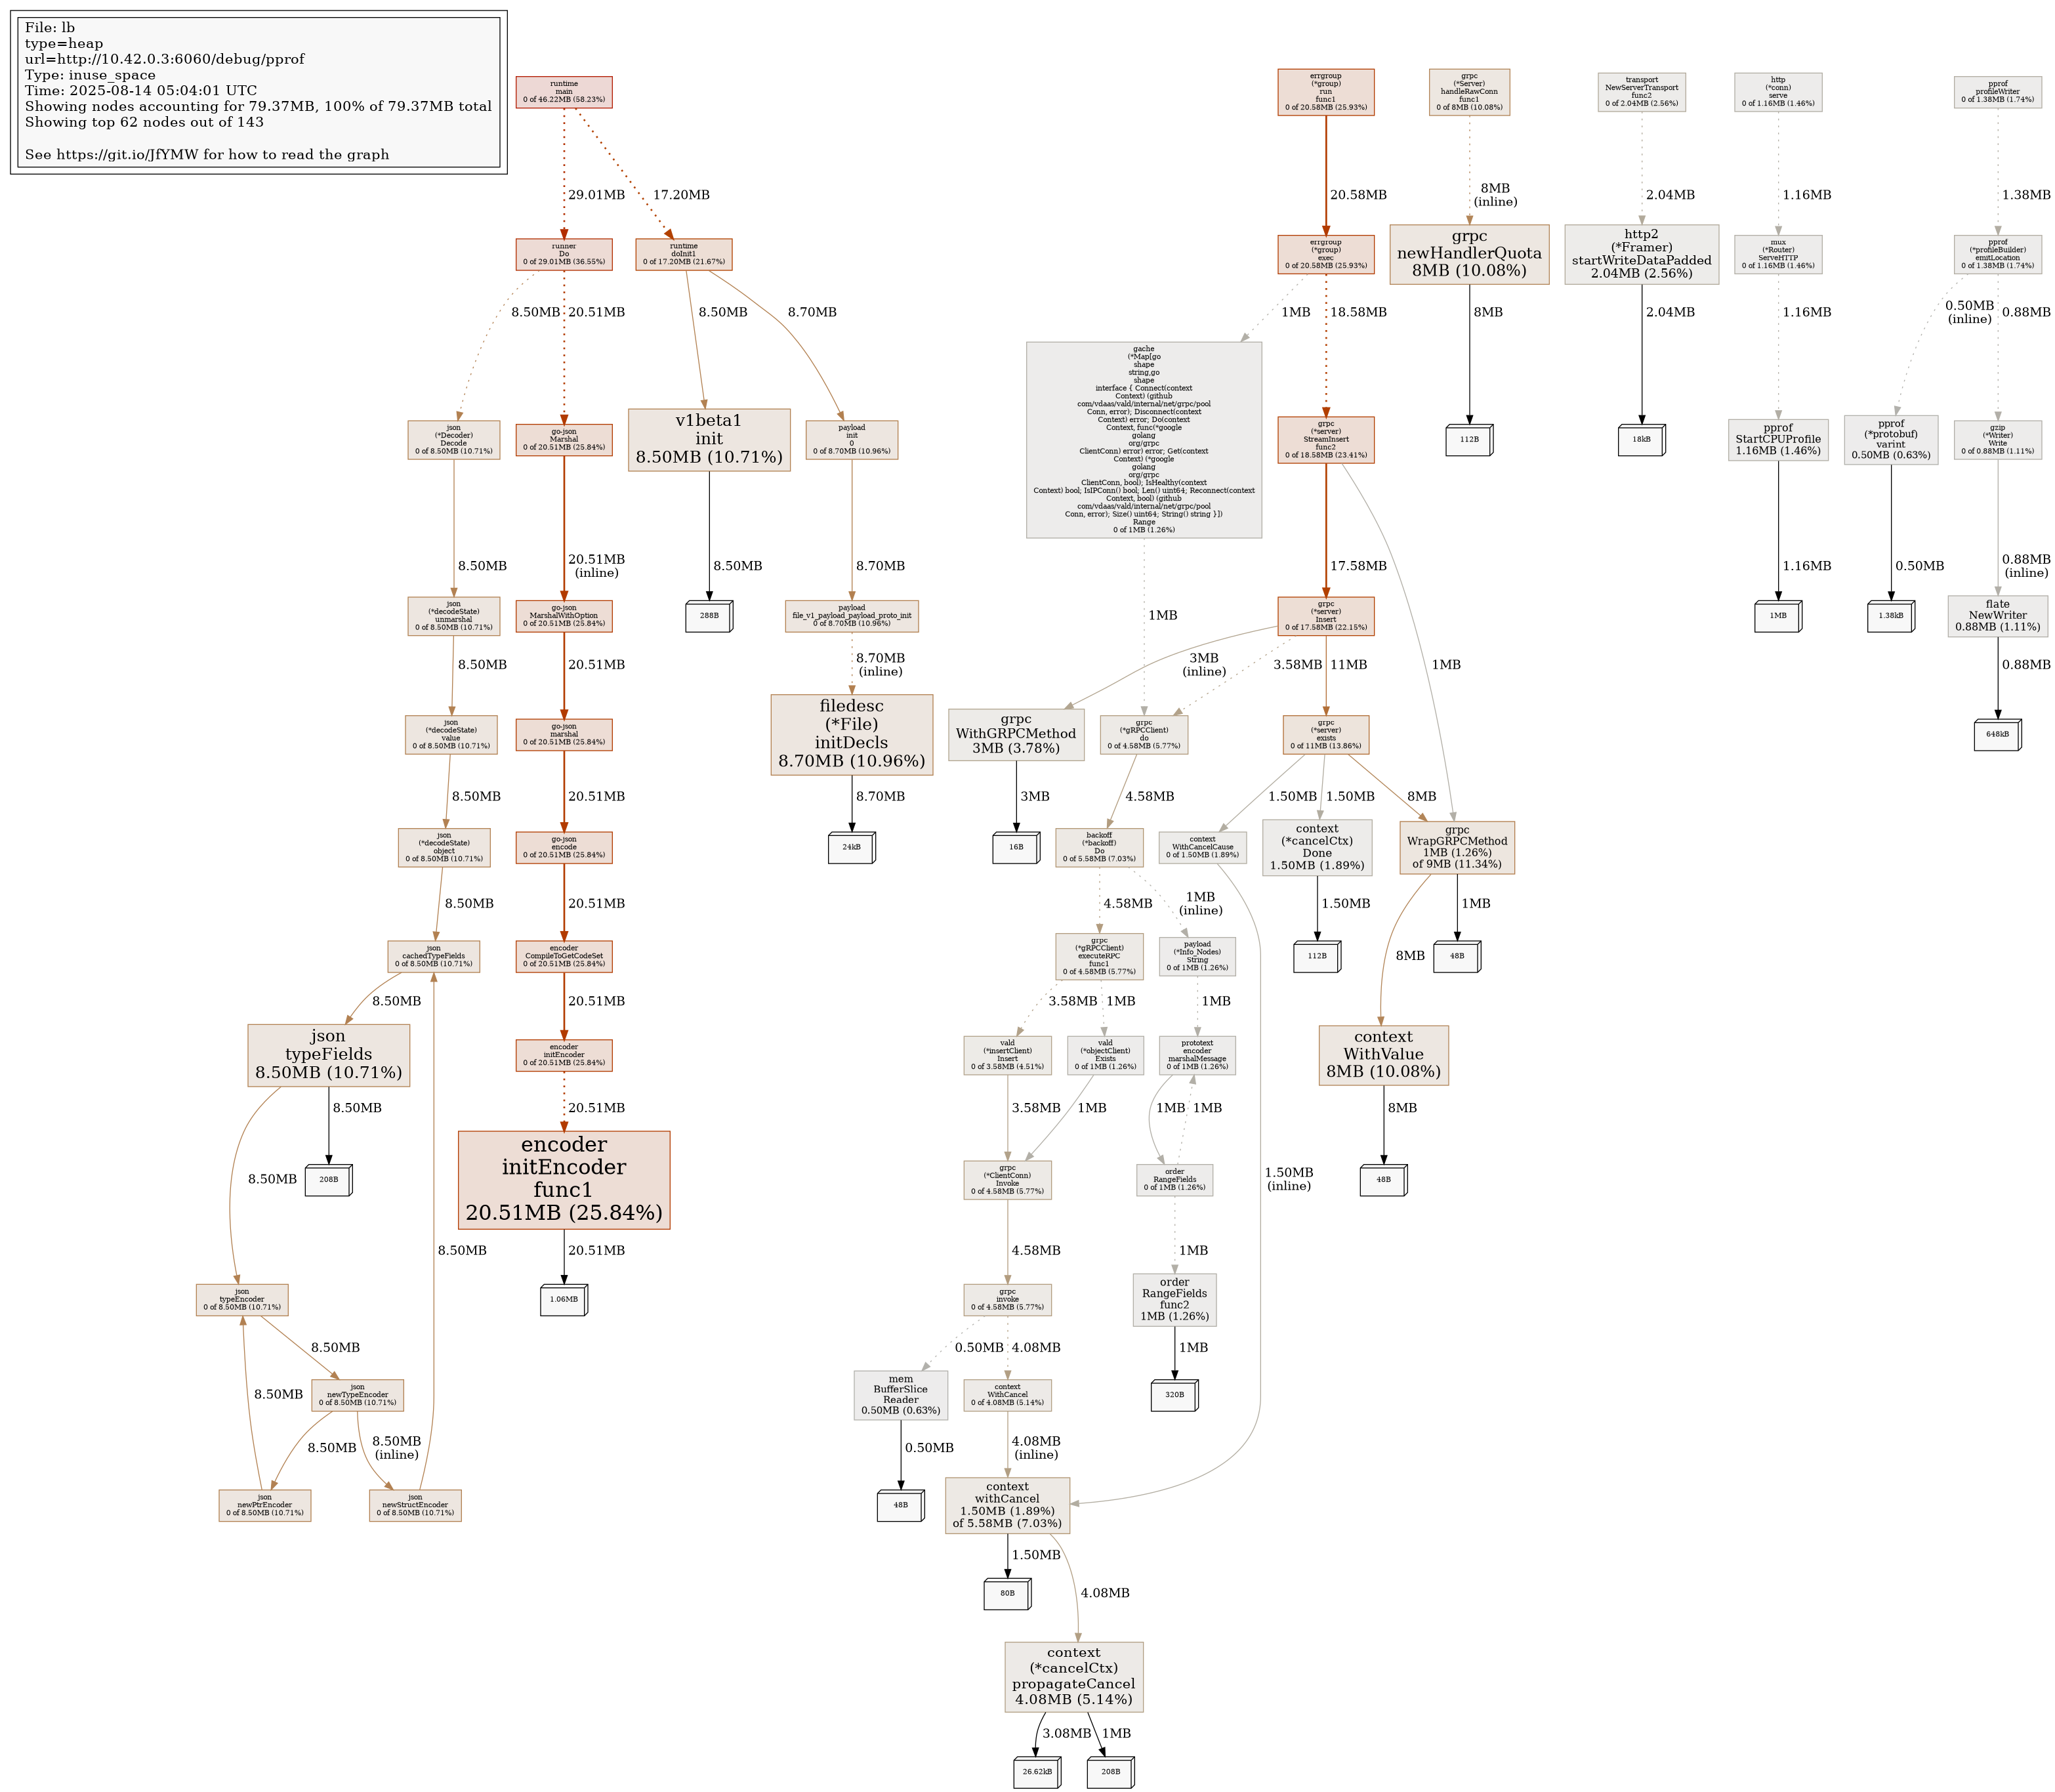 File: lb
type=heap
url=http://10.42.0.3:6060/debug/pprof
Type: inuse_space
Time: 2025-08-14 05:04:01 UTC
Showing nodes accounting for 79.37MB, 100% of 79.37MB total
Showing top 62 nodes out of 143
See https://git.io/JfYMW for how to read the graph
runtime
main
0 of 46.22MB (58.23%)
errgroup
(*group)
run
func1
0 of 20.58MB (25.93%)
grpc
(*Server)
handleRawConn
func1
0 of 8MB (10.08%)
transport
NewServerTransport
func2
0 of 2.04MB (2.56%)
http
(*conn)
serve
0 of 1.16MB (1.46%)
pprof
profileWriter
0 of 1.38MB (1.74%)
29.01MB
17.20MB
20.58MB
8MB
(inline)
2.04MB
1.16MB
1.38MB
runner
Do
0 of 29.01MB (36.55%)
runtime
doInit1
0 of 17.20MB (21.67%)
errgroup
(*group)
exec
0 of 20.58MB (25.93%)
grpc
newHandlerQuota
8MB (10.08%)
http2
(*Framer)
startWriteDataPadded
2.04MB (2.56%)
mux
(*Router)
ServeHTTP
0 of 1.16MB (1.46%)
pprof
(*profileBuilder)
emitLocation
0 of 1.38MB (1.74%)
8.50MB
20.51MB
8.50MB
8.70MB
1MB
18.58MB
8MB
2.04MB
1.16MB
0.50MB
(inline)
0.88MB
json
(*Decoder)
Decode
0 of 8.50MB (10.71%)
go-json
Marshal
0 of 20.51MB (25.84%)
v1beta1
init
8.50MB (10.71%)
payload
init
0
0 of 8.70MB (10.96%)
gache
(*Map[go
shape
string,go
shape
interface { Connect(context
Context) (github
com/vdaas/vald/internal/net/grpc/pool
Conn, error); Disconnect(context
Context) error; Do(context
Context, func(*google
golang
org/grpc
ClientConn) error) error; Get(context
Context) (*google
golang
org/grpc
ClientConn, bool); IsHealthy(context
Context) bool; IsIPConn() bool; Len() uint64; Reconnect(context
Context, bool) (github
com/vdaas/vald/internal/net/grpc/pool
Conn, error); Size() uint64; String() string }])
Range
0 of 1MB (1.26%)
grpc
(*server)
StreamInsert
func2
0 of 18.58MB (23.41%)
112B
18kB
pprof
StartCPUProfile
1.16MB (1.46%)
pprof
(*protobuf)
varint
0.50MB (0.63%)
gzip
(*Writer)
Write
0 of 0.88MB (1.11%)
8.50MB
20.51MB
(inline)
8.50MB
8.70MB
17.58MB
1.16MB
0.50MB
0.88MB
(inline)
json
(*decodeState)
unmarshal
0 of 8.50MB (10.71%)
go-json
MarshalWithOption
0 of 20.51MB (25.84%)
288B
payload
file_v1_payload_payload_proto_init
0 of 8.70MB (10.96%)
1MB
grpc
(*server)
Insert
0 of 17.58MB (22.15%)
1MB
1.38kB
flate
NewWriter
0.88MB (1.11%)
8.50MB
20.51MB
8.70MB
(inline)
3MB
(inline)
3.58MB
11MB
1MB
0.88MB
json
(*decodeState)
value
0 of 8.50MB (10.71%)
go-json
marshal
0 of 20.51MB (25.84%)
filedesc
(*File)
initDecls
8.70MB (10.96%)
grpc
WithGRPCMethod
3MB (3.78%)
grpc
(*gRPCClient)
do
0 of 4.58MB (5.77%)
grpc
(*server)
exists
0 of 11MB (13.86%)
648kB
8.50MB
20.51MB
8.70MB
3MB
4.58MB
1.50MB
1.50MB
8MB
json
(*decodeState)
object
0 of 8.50MB (10.71%)
go-json
encode
0 of 20.51MB (25.84%)
24kB
16B
backoff
(*backoff)
Do
0 of 5.58MB (7.03%)
context
WithCancelCause
0 of 1.50MB (1.89%)
context
(*cancelCtx)
Done
1.50MB (1.89%)
grpc
WrapGRPCMethod
1MB (1.26%)
of 9MB (11.34%)
8.50MB
20.51MB
4.58MB
1MB
(inline)
1.50MB
1MB
json
cachedTypeFields
0 of 8.50MB (10.71%)
encoder
CompileToGetCodeSet
0 of 20.51MB (25.84%)
grpc
(*gRPCClient)
executeRPC
func1
0 of 4.58MB (5.77%)
payload
(*Info_Nodes)
String
0 of 1MB (1.26%)
112B
8MB
48B
8.50MB
20.51MB
3.58MB
1MB
1MB
json
typeFields
8.50MB (10.71%)
encoder
initEncoder
0 of 20.51MB (25.84%)
vald
(*insertClient)
Insert
0 of 3.58MB (4.51%)
vald
(*objectClient)
Exists
0 of 1MB (1.26%)
prototext
encoder
marshalMessage
0 of 1MB (1.26%)
context
WithValue
8MB (10.08%)
8.50MB
20.51MB
3.58MB
1MB
1MB
1MB
8MB
8.50MB
208B
encoder
initEncoder
func1
20.51MB (25.84%)
grpc
(*ClientConn)
Invoke
0 of 4.58MB (5.77%)
order
RangeFields
0 of 1MB (1.26%)
1.50MB
(inline)
48B
8.50MB
20.51MB
4.58MB
1MB
json
typeEncoder
0 of 8.50MB (10.71%)
1.06MB
grpc
invoke
0 of 4.58MB (5.77%)
order
RangeFields
func2
1MB (1.26%)
8.50MB
0.50MB
4.08MB
1MB
8.50MB
json
newTypeEncoder
0 of 8.50MB (10.71%)
mem
BufferSlice
Reader
0.50MB (0.63%)
context
WithCancel
0 of 4.08MB (5.14%)
320B
8.50MB
8.50MB
(inline)
0.50MB
4.08MB
(inline)
json
newPtrEncoder
0 of 8.50MB (10.71%)
json
newStructEncoder
0 of 8.50MB (10.71%)
48B
context
withCancel
1.50MB (1.89%)
of 5.58MB (7.03%)
1.50MB
80B
4.08MB
context
(*cancelCtx)
propagateCancel
4.08MB (5.14%)
3.08MB
1MB
26.62kB
208B